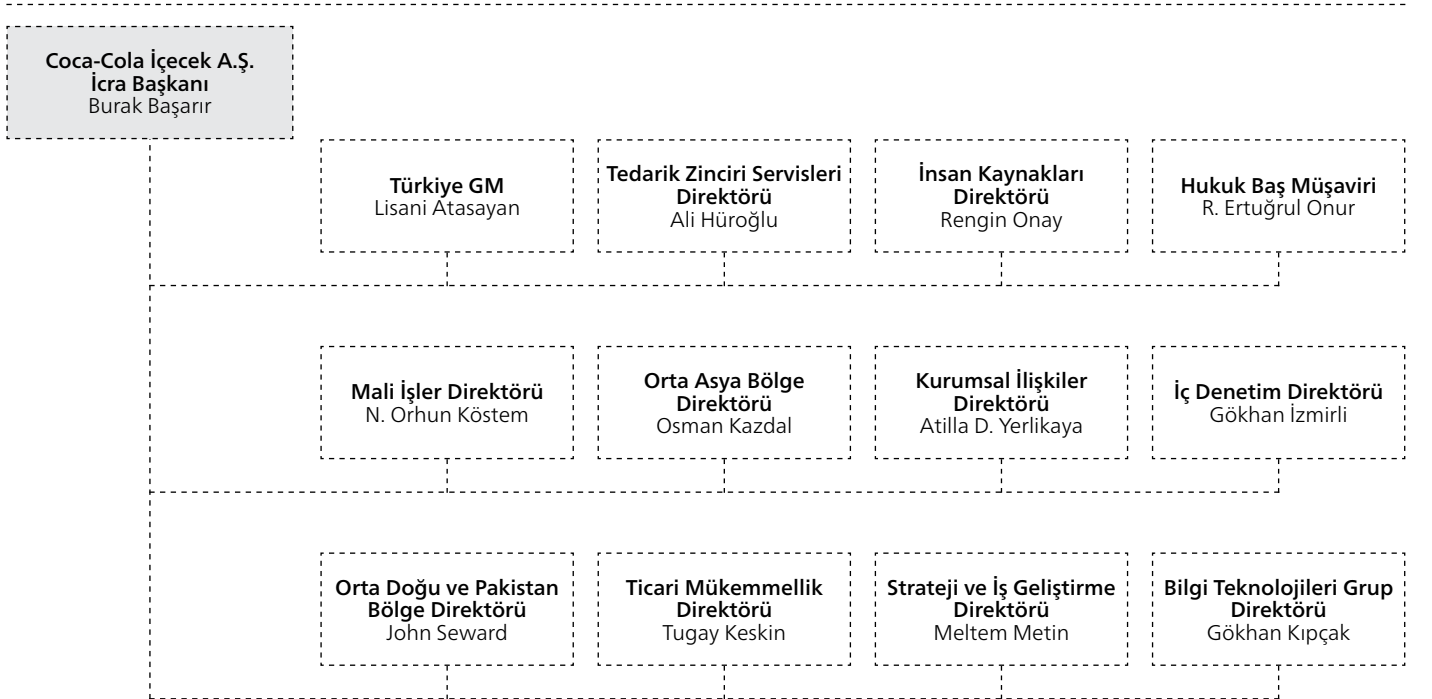 Coca-Cola İçecek A.Ş.
İcra Başkanı
Burak Başarır
Türkiye GM
Lisani Atasayan
Tedarik Zinciri Servisleri
Direktörü
Ali Hüroğlu
İnsan Kaynakları
Direktörü
Rengin Onay
Hukuk Baş Müşaviri
R. Ertuğrul Onur
Mali İşler Direktörü
N. Orhun Köstem
Orta Asya Bölge
Direktörü
Osman Kazdal
Kurumsal İlişkiler
Direktörü
Atilla D. Yerlikaya
İç Denetim Direktörü
Gökhan İzmirli
Orta Doğu ve Pakistan
Bölge Direktörü
John Seward
Ticari Mükemmellik
Direktörü
Tugay Keskin
Strateji ve İş Geliştirme
Direktörü
Meltem Metin
Bilgi Teknolojileri Grup
Direktörü
Gökhan Kıpçak